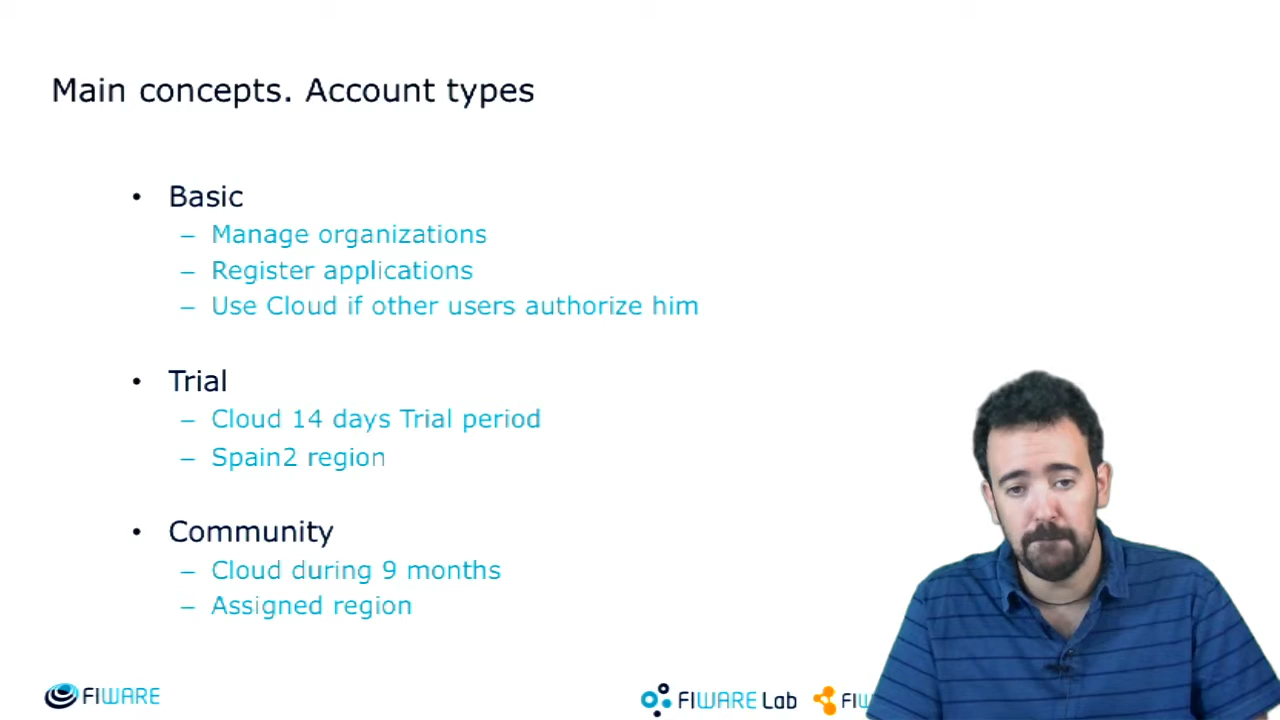 Main concepts. Account types
• Basic
– Manage organizations
– Register applications
– Use Cloud if other users authorize him
• Trial
– Cloud 14 days Trial period
– Spain2 region
• Community
– Cloud during 9 months
– Assigned region
FIWARE
FIWARE Lab
FIW